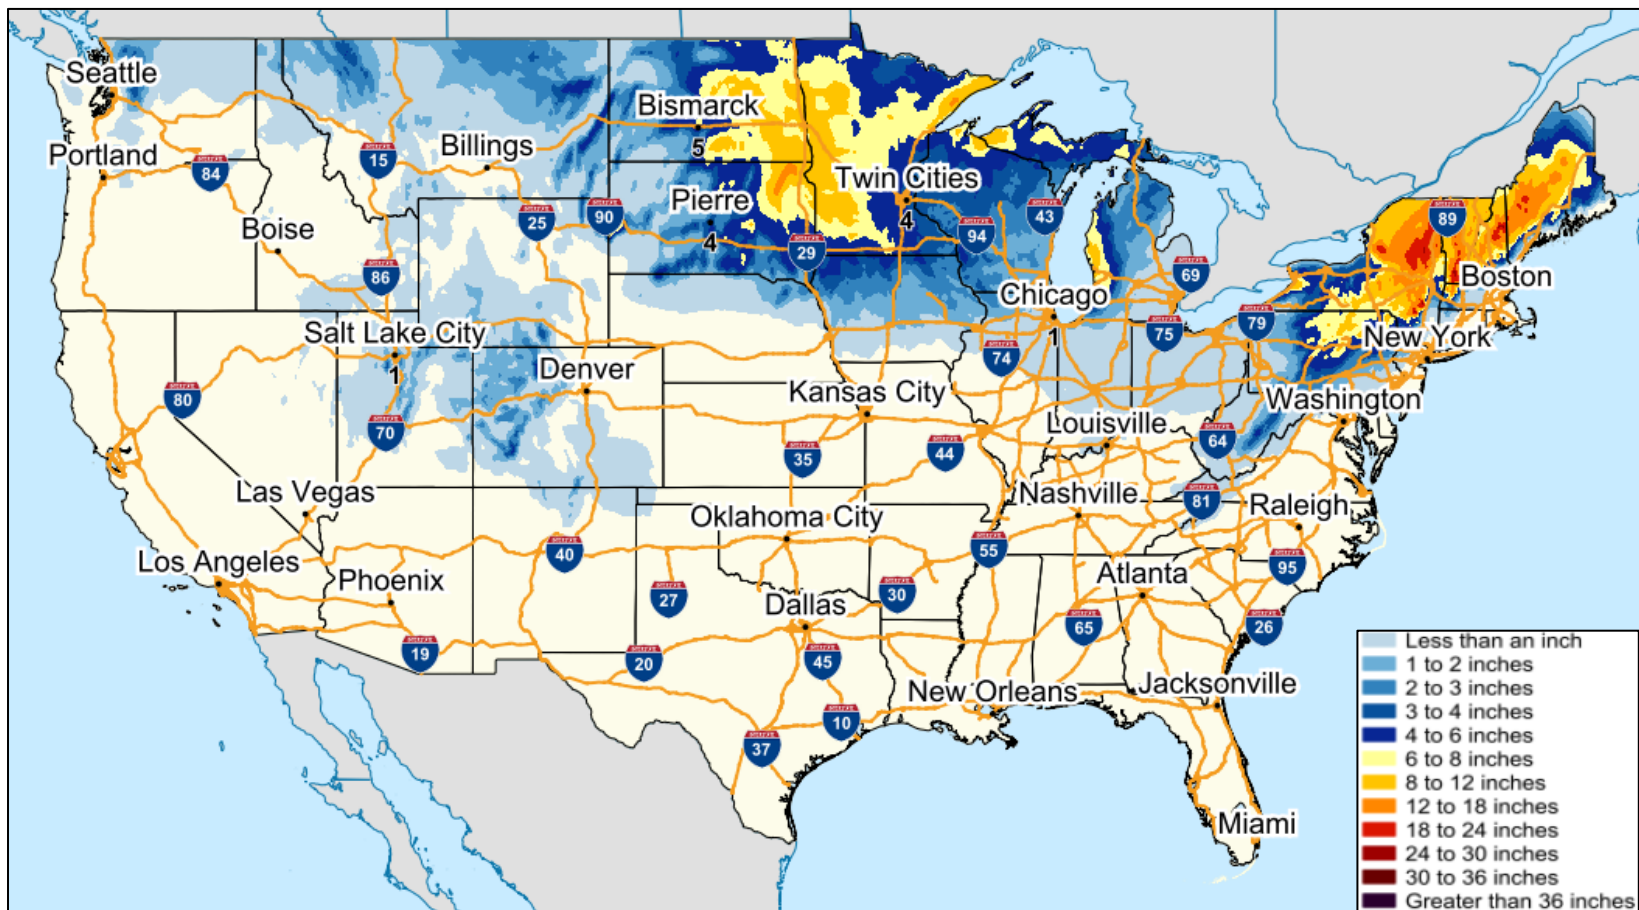 Seattle
Bismarck
5
Portland
84
15
Billings
Twin Cities
4
Pierre
4
25
90
43
89
Boise
29
94
86
69
Boston
Chicago
1
Salt Lake City
1
79
75
New York
74
Denver
80
Kansas City
Washington
70
Louisville
64
35
44
Las Vegas
Nashville
81
Raleigh
Oklahoma City
40
55
Los Angeles
95
Phoenix
Atlanta
27
30
Dallas
65
26
19
20
45
New Orleans
Jacksonville
10
37
Miami
Less than an inch
1 to 2 inches
2 to 3 inches
3 to 4 inches
4 to 6 inches
6 to 8 inches
8 to 12 inches
12 to 18 inches
18 to 24 inches
24 to 30 inches
30 to 36 inches
Greater than 36 inches